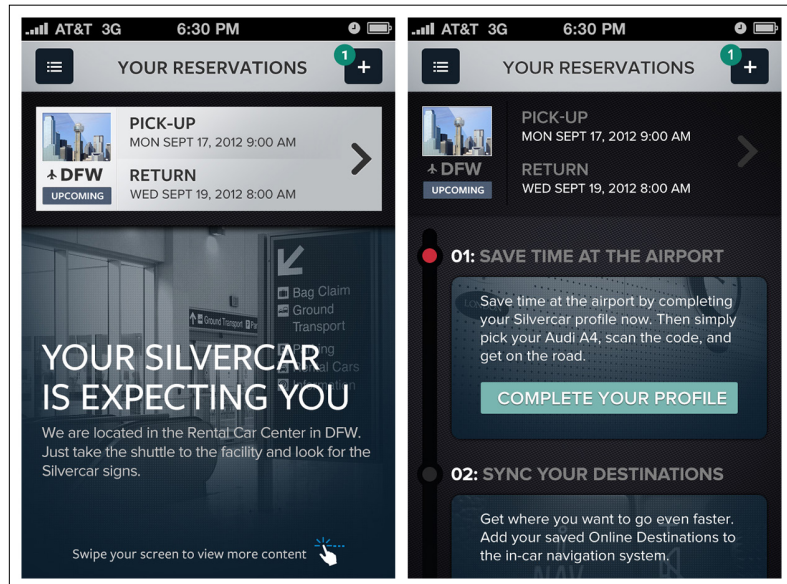 AT&T 3G 6:30 PM
YOUR RESERVATIONS
1
+
PICK-UP
MON SEPT 17, 2012 9:00 AM
DFW
RETURN
UPCOMING
WED SEPT 19, 2012 8:00 AM
Bag Claim
Ground
Transport
Ground Transport
Parking
Rental Cars
Information
YOUR SILVERCAR
IS EXPECTING YOU
We are located in the Rental Car Center in DFW.
Just take the shuttle to the facility and look for the
Silvercar signs.
Swipe your screen to view more content
AT&T 3G 6:30 PM
YOUR RESERVATIONS
1
+
PICK-UP
MON SEPT 17, 2012 9:00 AM
DFW
RETURN
UPCOMING
WED SEPT 19, 2012 8:00 AM
01: SAVE TIME AT THE AIRPORT
Save time at the airport by completing
your Silvercar profile now. Then simply
pick your Audi A4, scan the code, and
get on the road.
COMPLETE YOUR PROFILE
02: SYNC YOUR DESTINATIONS
Get where you want to go even faster.
Add your saved Online Destinations to
the in-car navigation system.
NAV